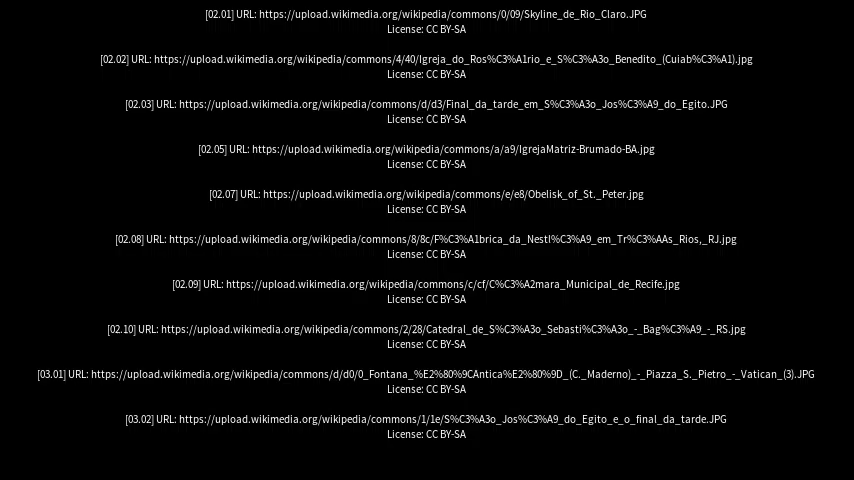 [02.01] URL: https://upload.wikimedia.org/wikipedia/commons/0/09/Skyline_de_Rio_Claro.JPG
License: CC BY-SA
[02.02] URL: https://upload.wikimedia.org/wikipedia/commons/4/40/Igreja_do_Ros%C3%A1rio_e_S%C3%A3o_Benedito_(Cuiab%C3%A1).jpg
License: CC BY-SA
[02.03] URL: https://upload.wikimedia.org/wikipedia/commons/d/d3/Final_da_tarde_em_S%C3%A3o_Jos%C3%A9_do_Egito.JPG
License: CC BY-SA
[02.05] URL: https://upload.wikimedia.org/wikipedia/commons/a/a9/IgrejaMatriz-Brumado-BA.jpg
License: CC BY-SA
[02.07] URL: https://upload.wikimedia.org/wikipedia/commons/e/e8/Obelisk_of_St._Peter.jpg
License: CC BY-SA
[02.08] URL: https://upload.wikimedia.org/wikipedia/commons/8/8c/F%C3%A1brica_da_Nestl%C3%A9_em_Tr%C3%AAs_Rios,_RJ.jpg
License: CC BY-SA
[02.09] URL: https://upload.wikimedia.org/wikipedia/commons/c/cf/C%C3%A2mara_Municipal_de_Recife.jpg
License: CC BY-SA
[02.10] URL: https://upload.wikimedia.org/wikipedia/commons/2/28/Catedral_de_S%C3%A3o_Sebasti%C3%A3o_-_Bag%C3%A9_-_RS.jpg
License: CC BY-SA
[03.01] URL: https://upload.wikimedia.org/wikipedia/commons/d/d0/0_Fontana_%E2%80%9CAntica%E2%80%9D_(C._Maderno)_-_Piazza_S._Pietro_-_Vatican_(3).JPG
License: CC BY-SA
[03.02] URL: https://upload.wikimedia.org/wikipedia/commons/1/1e/S%C3%A3o_Jos%C3%A9_do_Egito_e_o_final_da_tarde.JPG
License: CC BY-SA